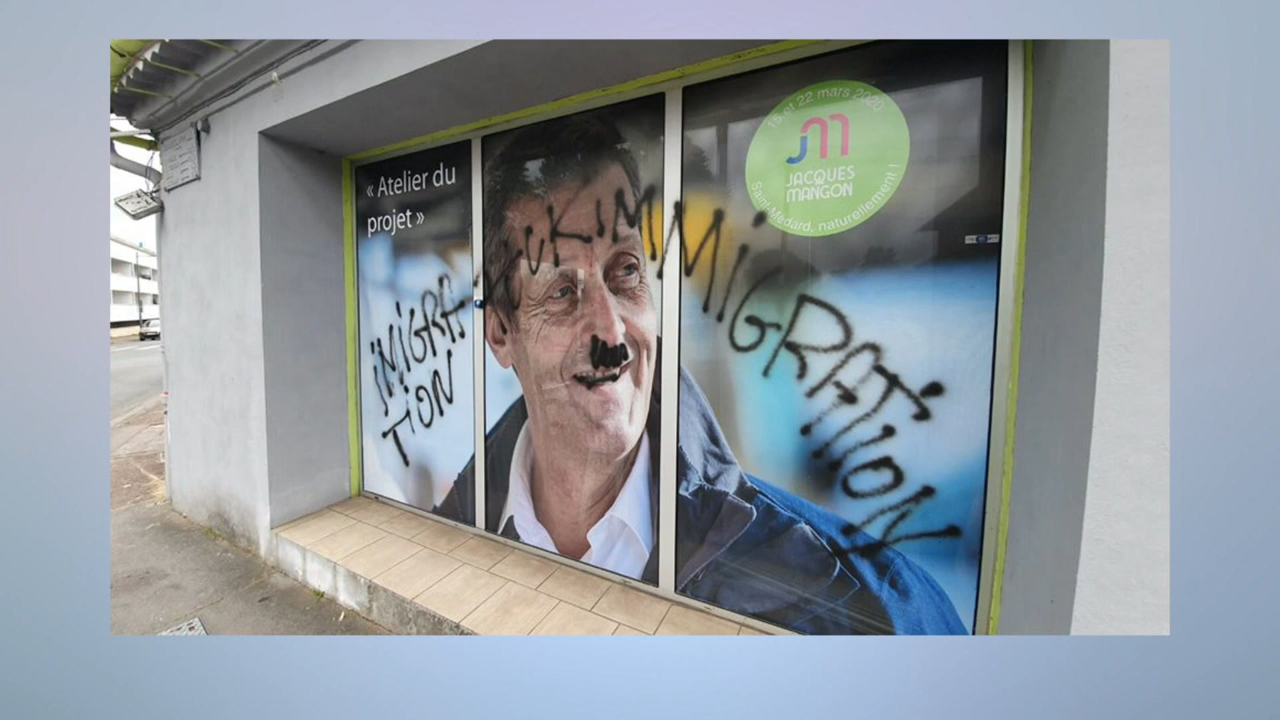 « Atelier du
projet »
15 et 22 mars 2020
JM
JACQUES
MANGON
Saint-Médard, naturellement !
iMiGRA
TiON
iMMiGRATiON